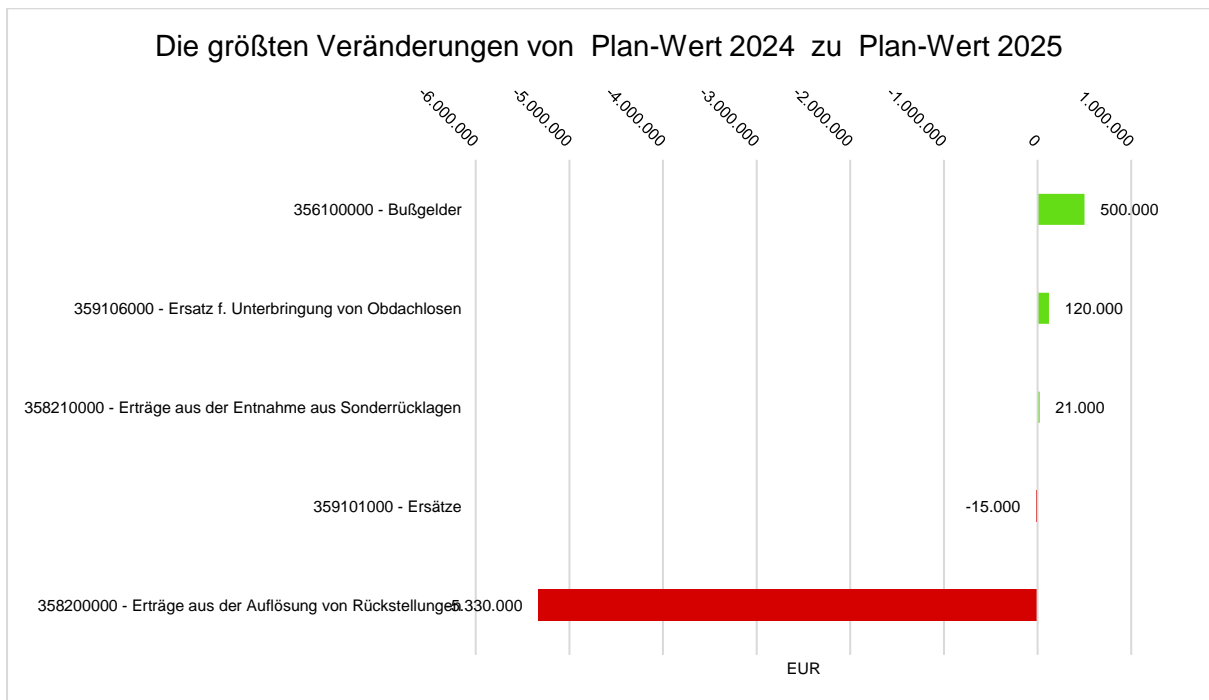 Die größten Veränderungen von  Plan-Wert 2024  zu  Plan-Wert 2025
-6.000.000
-5.000.000
-4.000.000
-3.000.000
-2.000.000
-1.000.000
0
1.000.000
356100000 - Bußgelder
500.000
359106000 - Ersatz f. Unterbringung von Obdachlosen
120.000
358210000 - Erträge aus der Entnahme aus Sonderrücklagen
21.000
359101000 - Ersätze
-15.000
358200000 - Erträge aus der Auflösung von Rückstellungen
-5.330.000
EUR